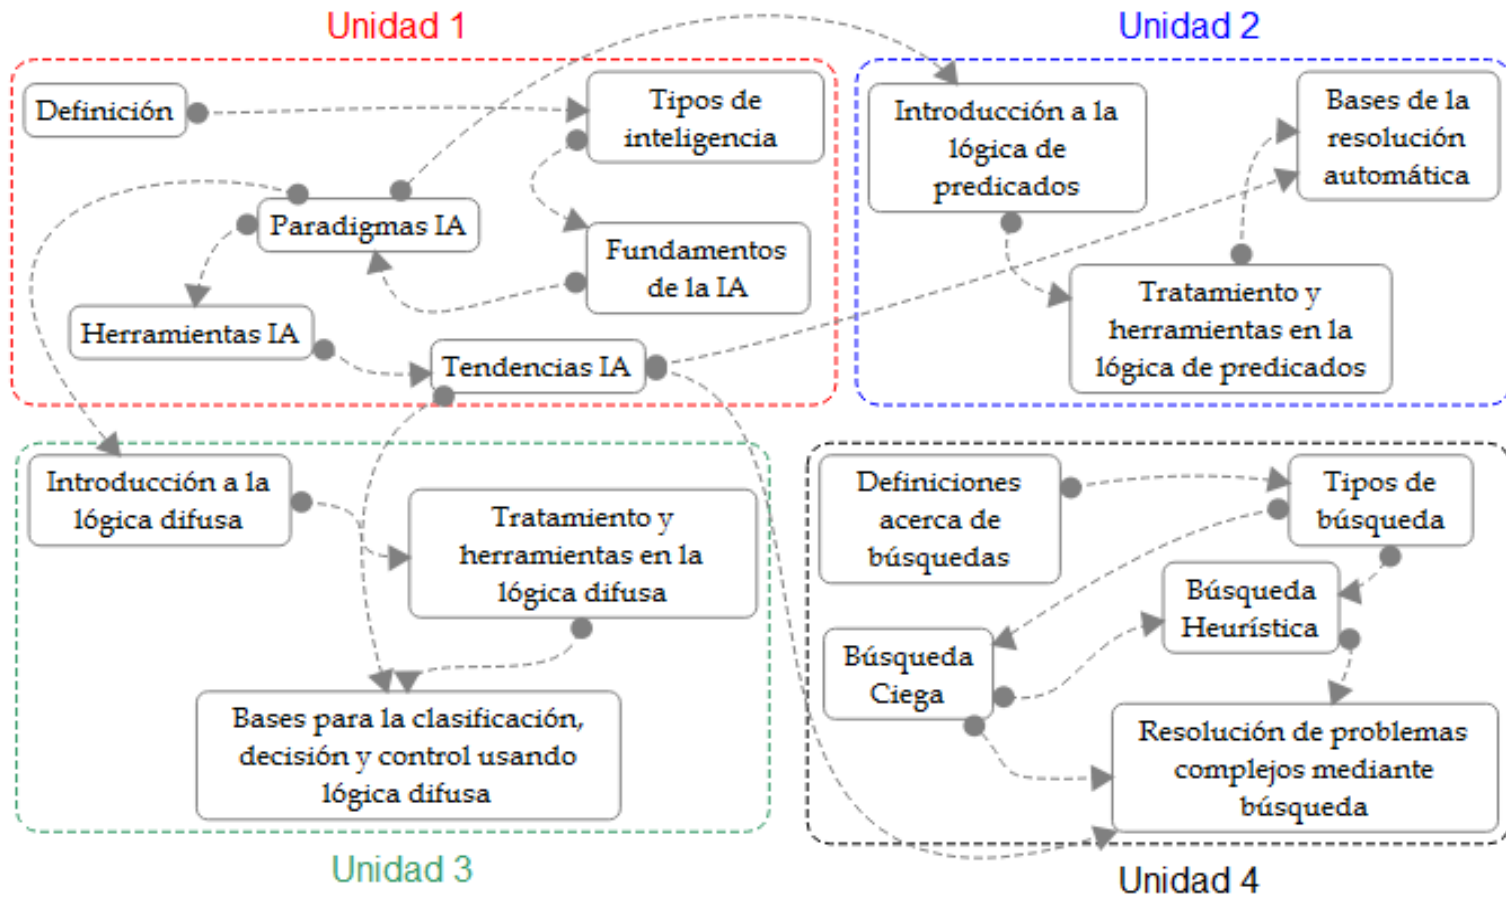 Unidad 1
Definición
Tipos de
inteligencia
Paradigmas IA
Fundamentos
de la IA
Herramientas IA
Tendencias IA
Unidad 2
Introducción a la
lógica de
predicados
Bases de la
resolución
automática
Tratamiento y
herramientas en la
lógica de predicados
Introducción a la
lógica difusa
Tratamiento y
herramientas en la
lógica difusa
Bases para la clasificación,
decisión y control usando
lógica difusa
Unidad 3
Definiciones
acerca de
búsquedas
Tipos de
búsqueda
Búsqueda
Heurística
Búsqueda
Ciega
Resolución de problemas
complejos mediante
búsqueda
Unidad 4